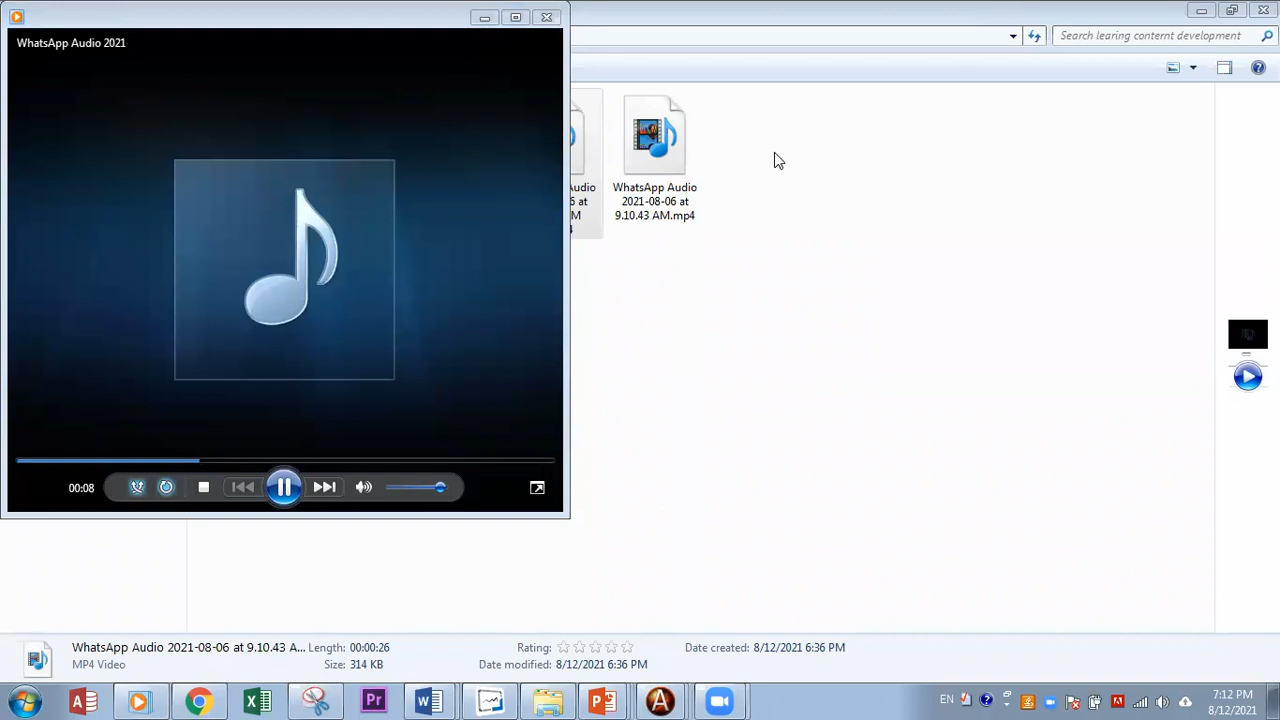 WhatsApp Audio 2021
Search learing conternt development
udio
6 at
M
4
WhatsApp Audio
2021-08-06 at
9.10.43 AM.mp4
00:08
WhatsApp Audio 2021-08-06 at 9.10.43 A...
Length: 00:00:26
Rating:
Date created: 8/12/2021 6:36 PM
MP4 Video
Size: 314 KB
Date modified: 8/12/2021 6:36 PM
EN
7:12 PM
8/12/2021